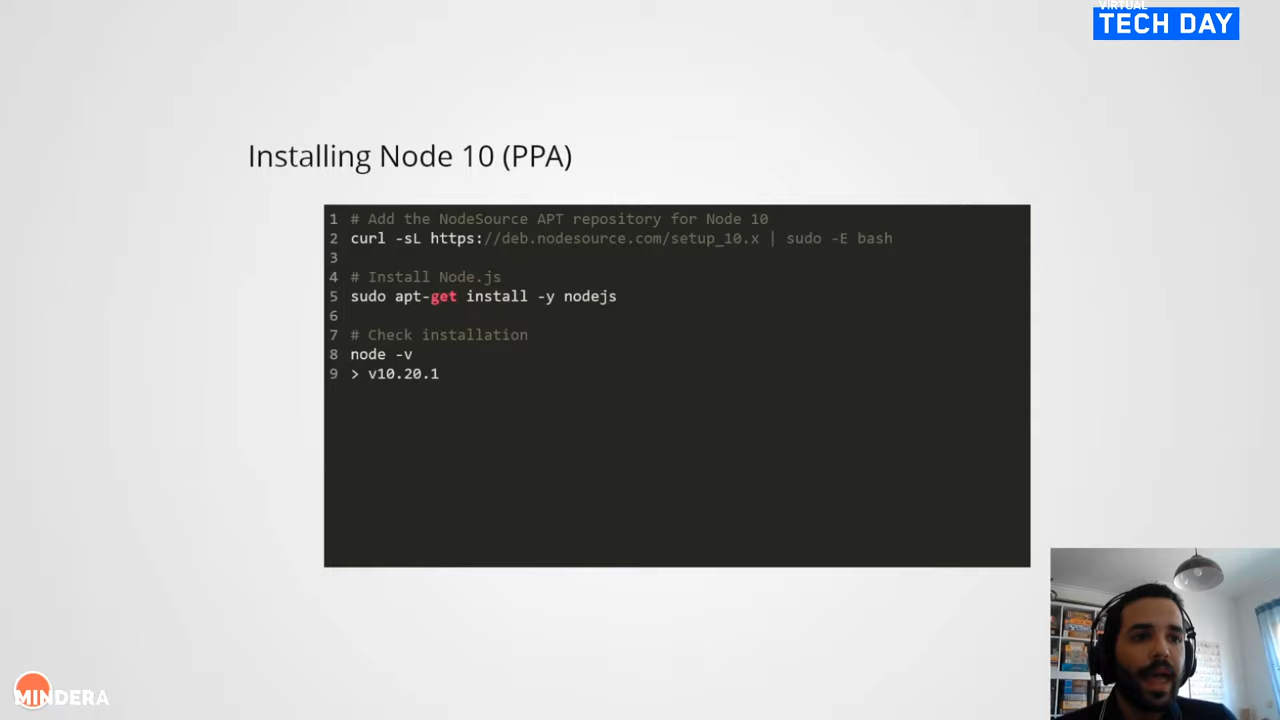 VIRTUAL
TECH DAY
Installing Node 10 (PPA)
1 # Add the NodeSource APT repository for Node 10
2 curl -sL https://deb.nodesource.com/setup_10.x | sudo -E bash
3
4 # Install Node.js
5 sudo apt-get install -y nodejs
6
7 # Check installation
8 node -v
9 > v10.20.1
MINDERA